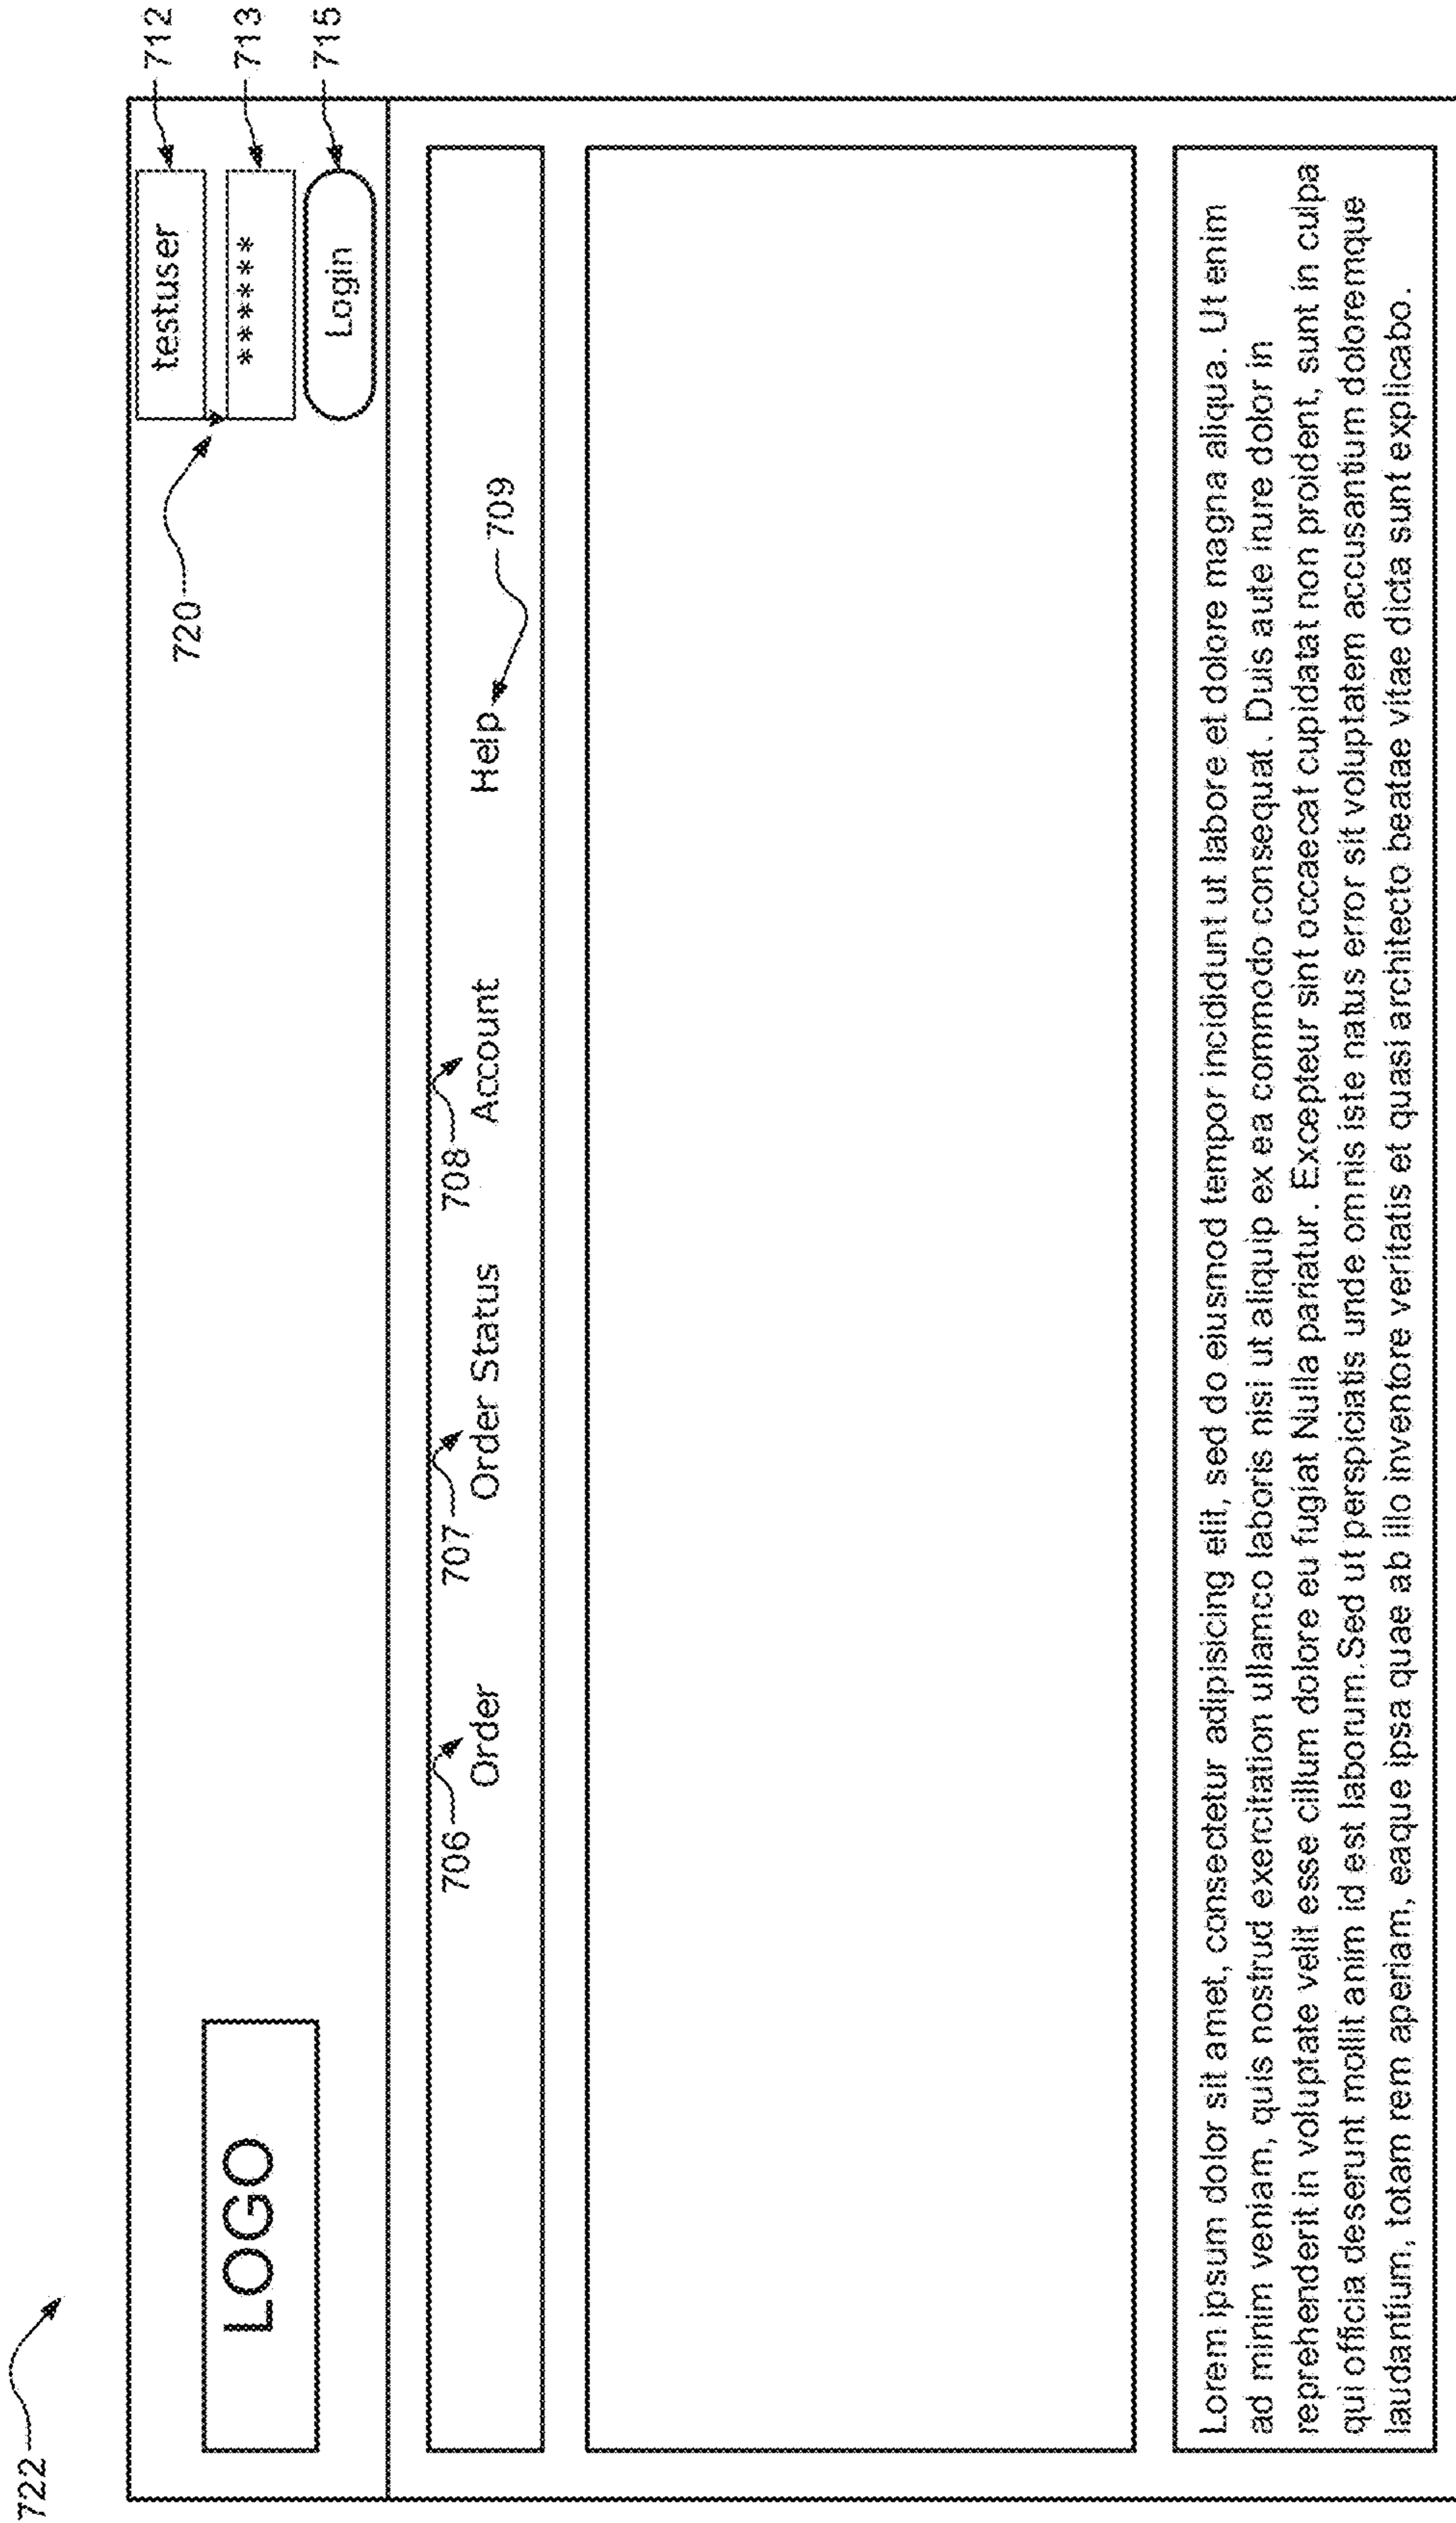 722
LOGO
720
testuser
712
******
713
Login
715
706
Order
707
Order Status
708
Account
Help
709
Lorem ipsum dolor sit amet, consectetur adipisicing elit, sed do eiusmod tempor incididunt ut labore et dolore magna aliqua. Ut enim
ad minim veniam, quis nostrud exercitation ullamco laboris nisi ut aliquip ex ea commodo consequat. Duis aute irure dolor in
reprehenderit in voluptate velit esse cillum dolore eu fugiat Nulla pariatur. Excepteur sint occaecat cupidatat non proident, sunt in culpa
qui officia deserunt mollit anim id est laborum.Sed ut perspiciatis unde omnis iste natus error sit voluptatem accusantium doloremque
laudantium, totam rem aperiam, eaque ipsa quae ab illo inventore veritatis et quasi architecto beatae vitae dicta sunt explicabo.